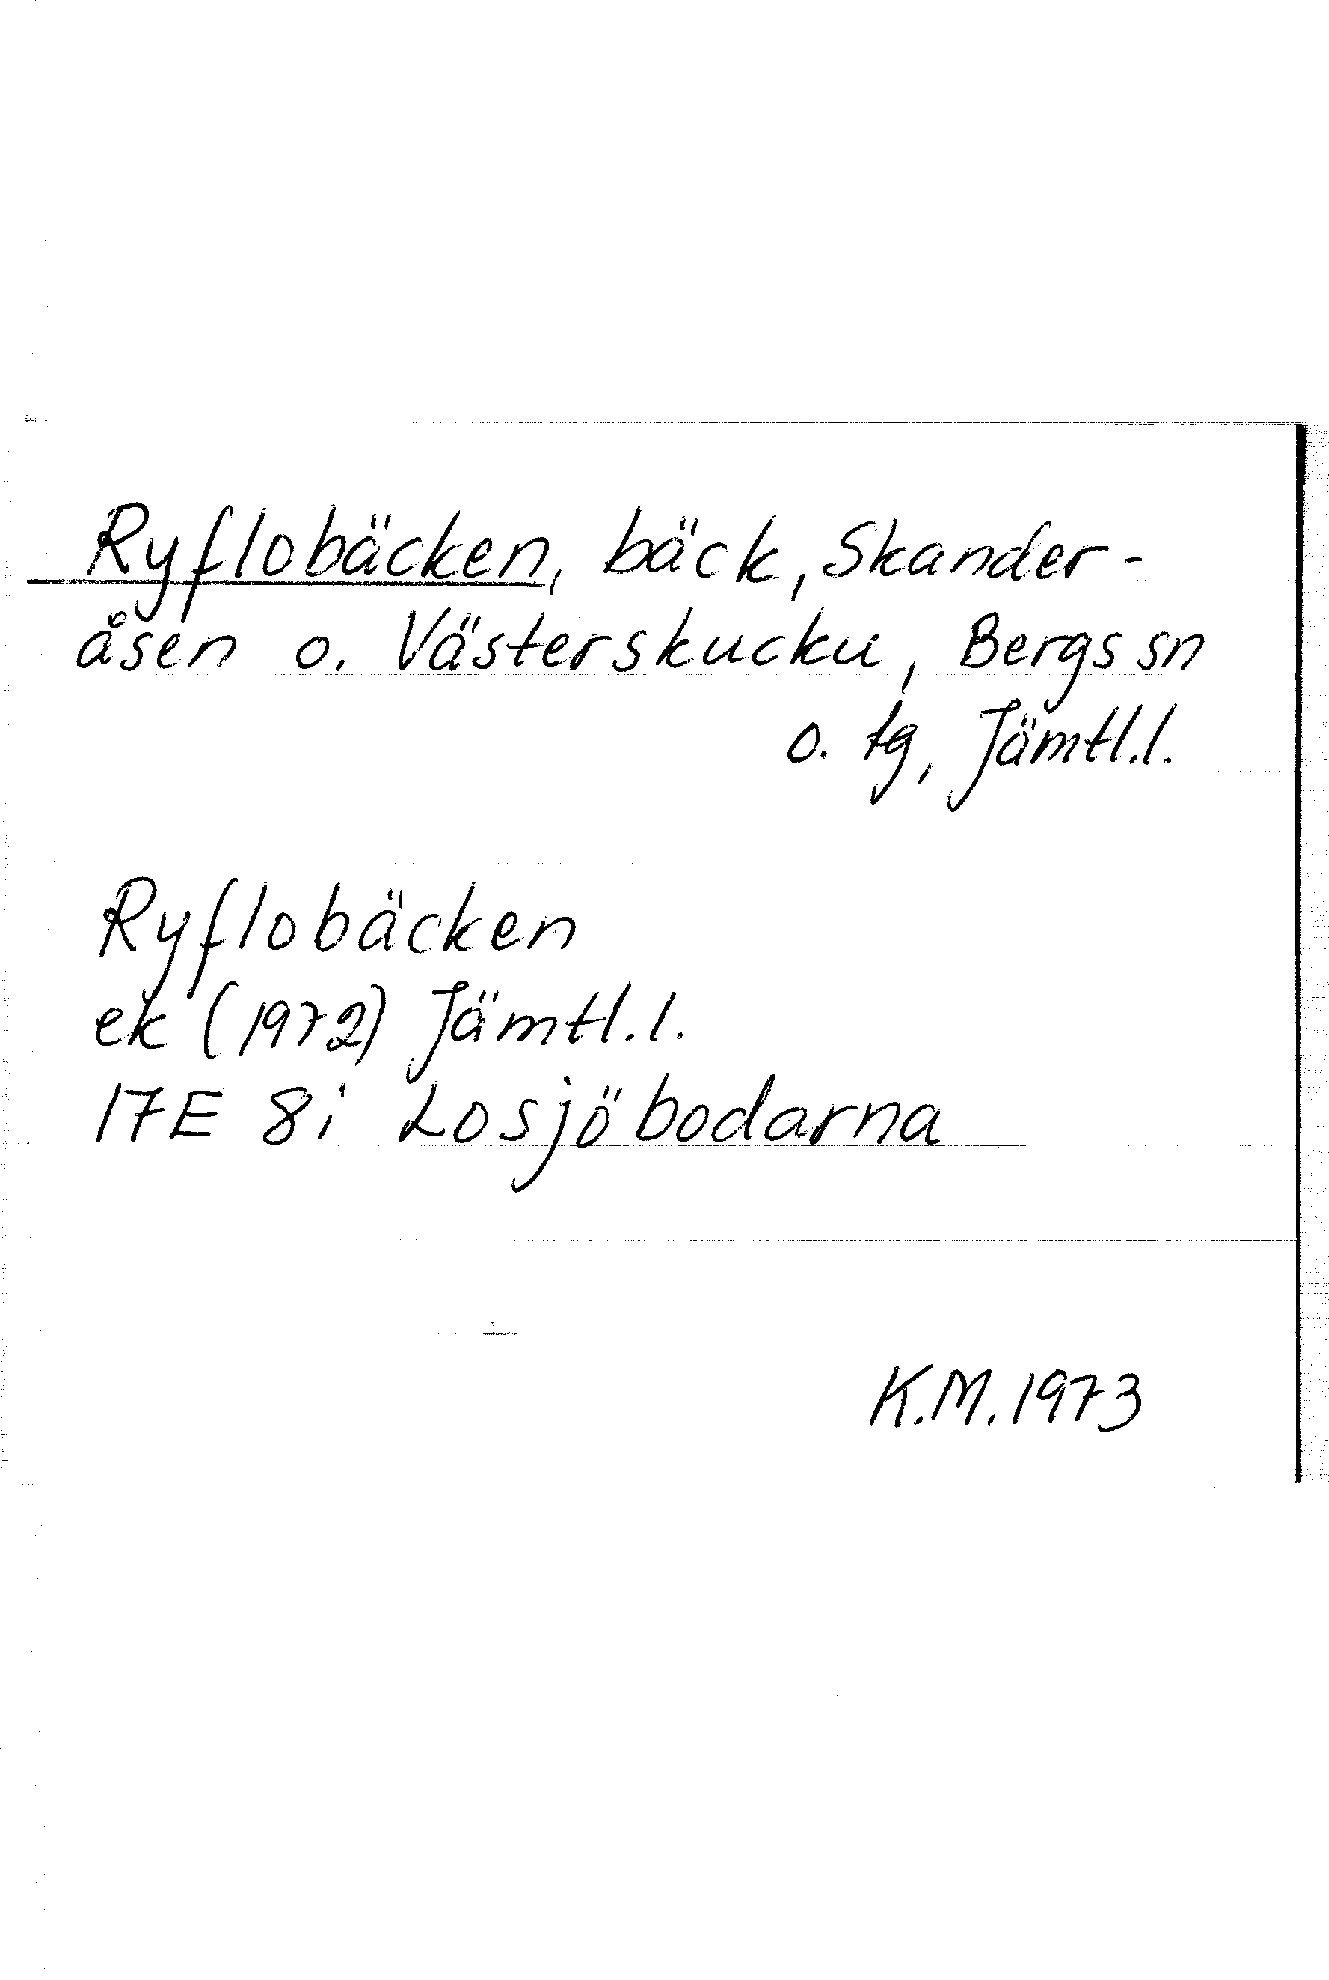 Ryflobäcken, bäck, Skander-
åsen o. Västerskucku, Bergs sn
o. tg, Jämtl.l.
Ryflobäcken
ek (1972) Jämtl.l.
17E 8i Losjöbodarna
K.M. 1973